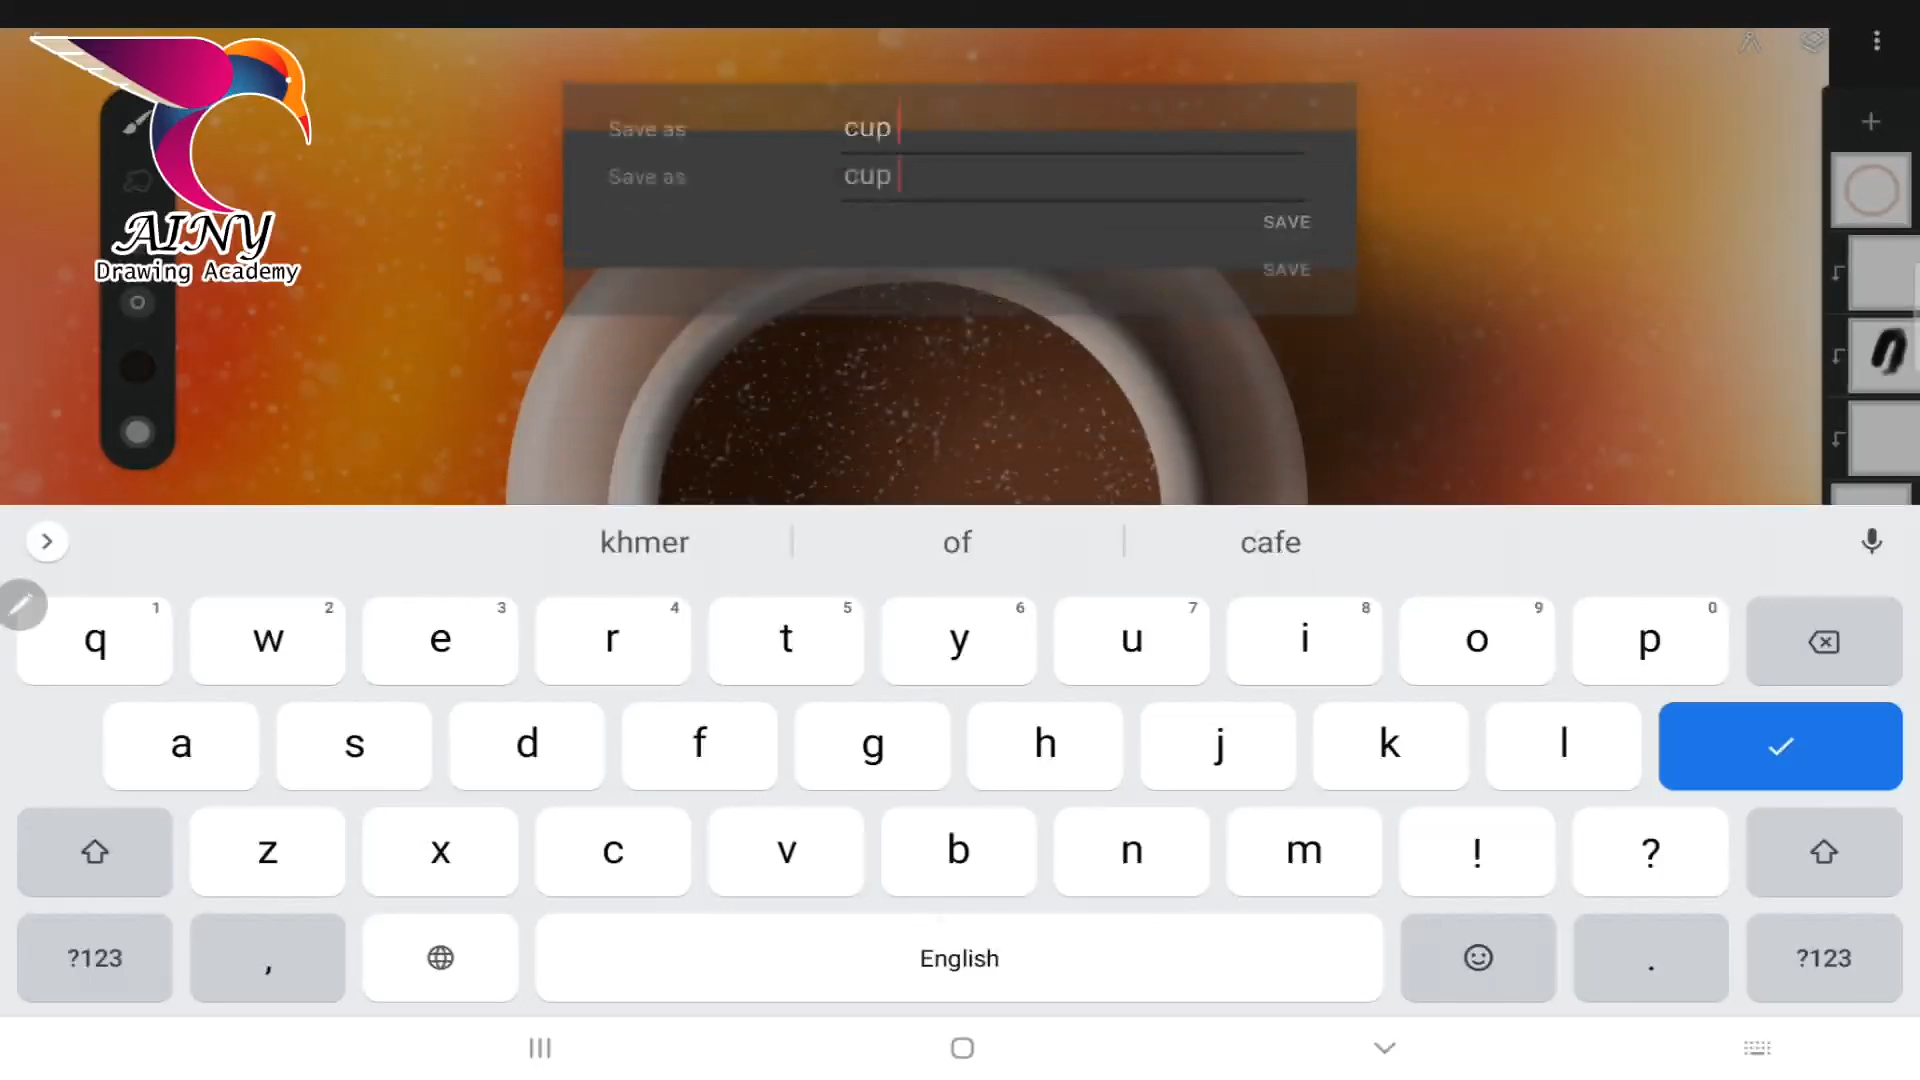 AINY
Drawing Academy
Save as cup
Save as cup
SAVE
SAVE
khmer of cafe
1 2 3 4 5 6 7 8 9 0
q w e r t y u i o p
a s d f g h j k l
z x c v b n m ! ?
?123 , English . ?123